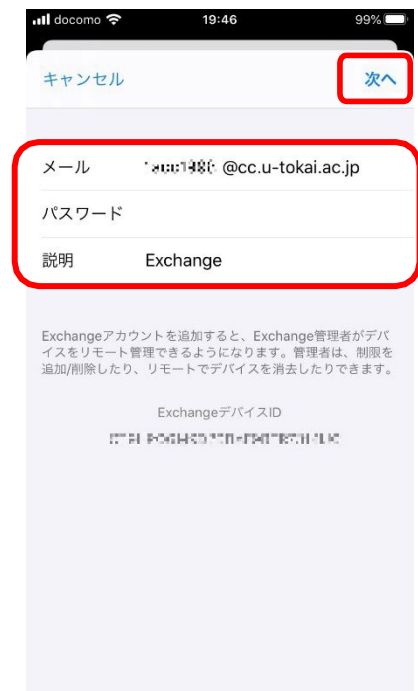 docomo 19:46 99%
キャンセル 次へ
メール @cc.u-tokai.ac.jp
パスワード
説明 Exchange
Exchangeアカウントを追加すると、Exchange管理者がデバ
イスをリモート管理できるようになります。管理者は、制限を
追加/削除したり、リモートでデバイスを消去したりできます。
ExchangeデバイスID